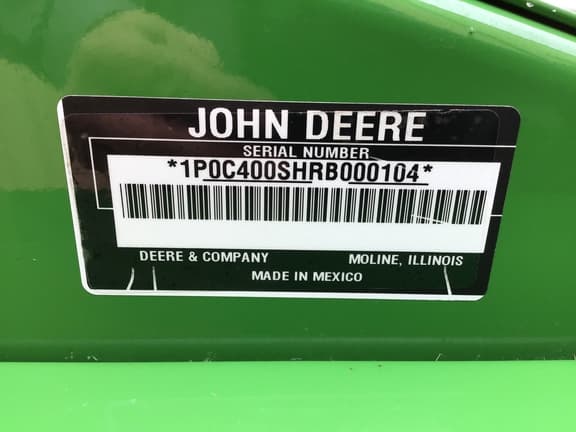 JOHN DEERE
SERIAL NUMBER
*1P0C400SHRB000104*
DEERE & COMPANY MOLINE, ILLINOIS
MADE IN MEXICO